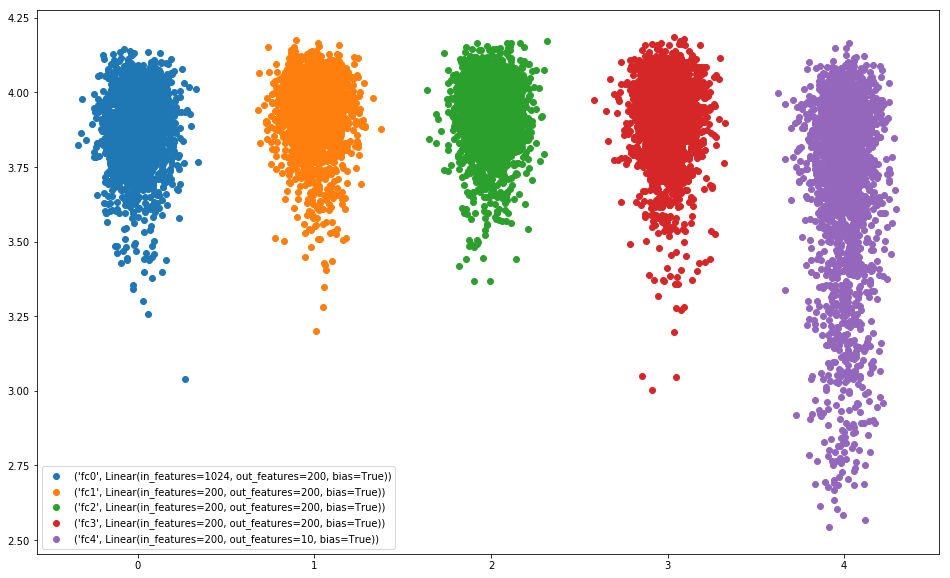 4.25
4.00
3.75
3.50
3.25
3.00
2.75
2.50
('fc0', Linear(in_features=1024, out_features=200, bias=True))
('fc1', Linear(in_features=200, out_features=200, bias=True))
('fc2', Linear(in_features=200, out_features=200, bias=True))
('fc3', Linear(in_features=200, out_features=200, bias=True))
('fc4', Linear(in_features=200, out_features=10, bias=True))
0 1 2 3 4